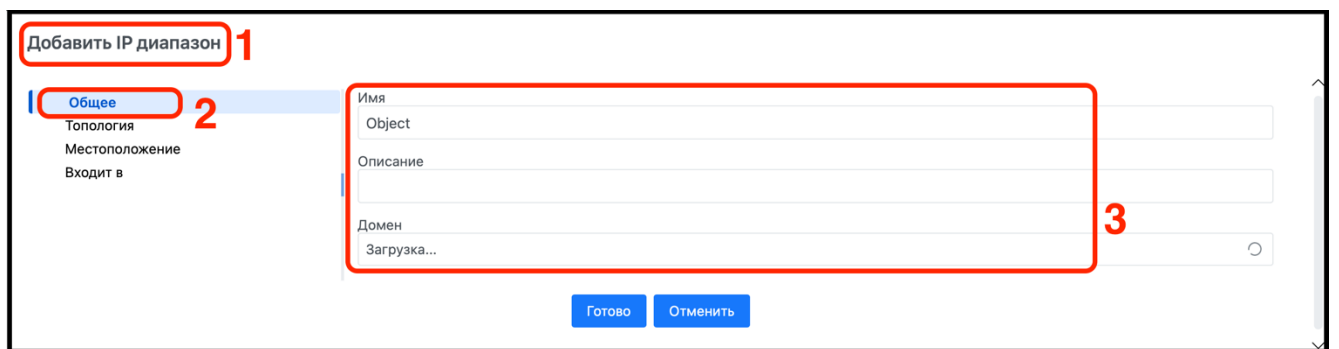 Добавить IP диапазон 1
Общее 2
Топология
Местоположение
Входит в
Имя
Object
Описание
Домен
Загрузка...
3
Готово Отменить